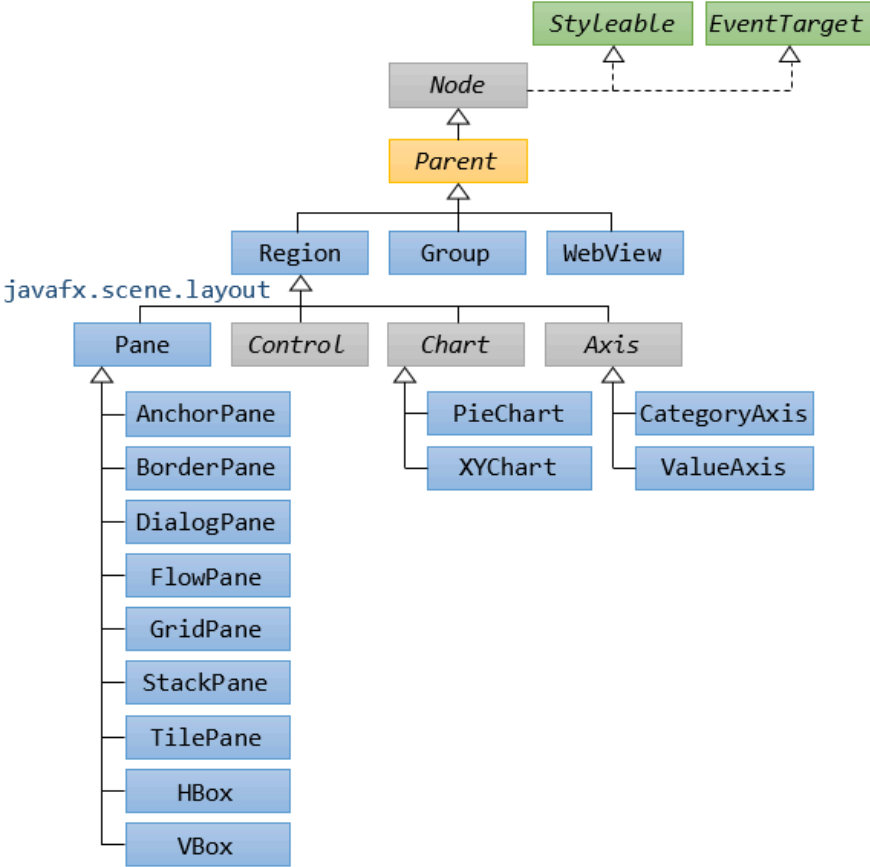 Styleable EventTarget
Node
Parent
Region Group WebView
javafx.scene.layout
Pane Control Chart Axis
AnchorPane PieChart CategoryAxis
BorderPane XYChart ValueAxis
DialogPane
FlowPane
GridPane
StackPane
TilePane
HBox
VBox